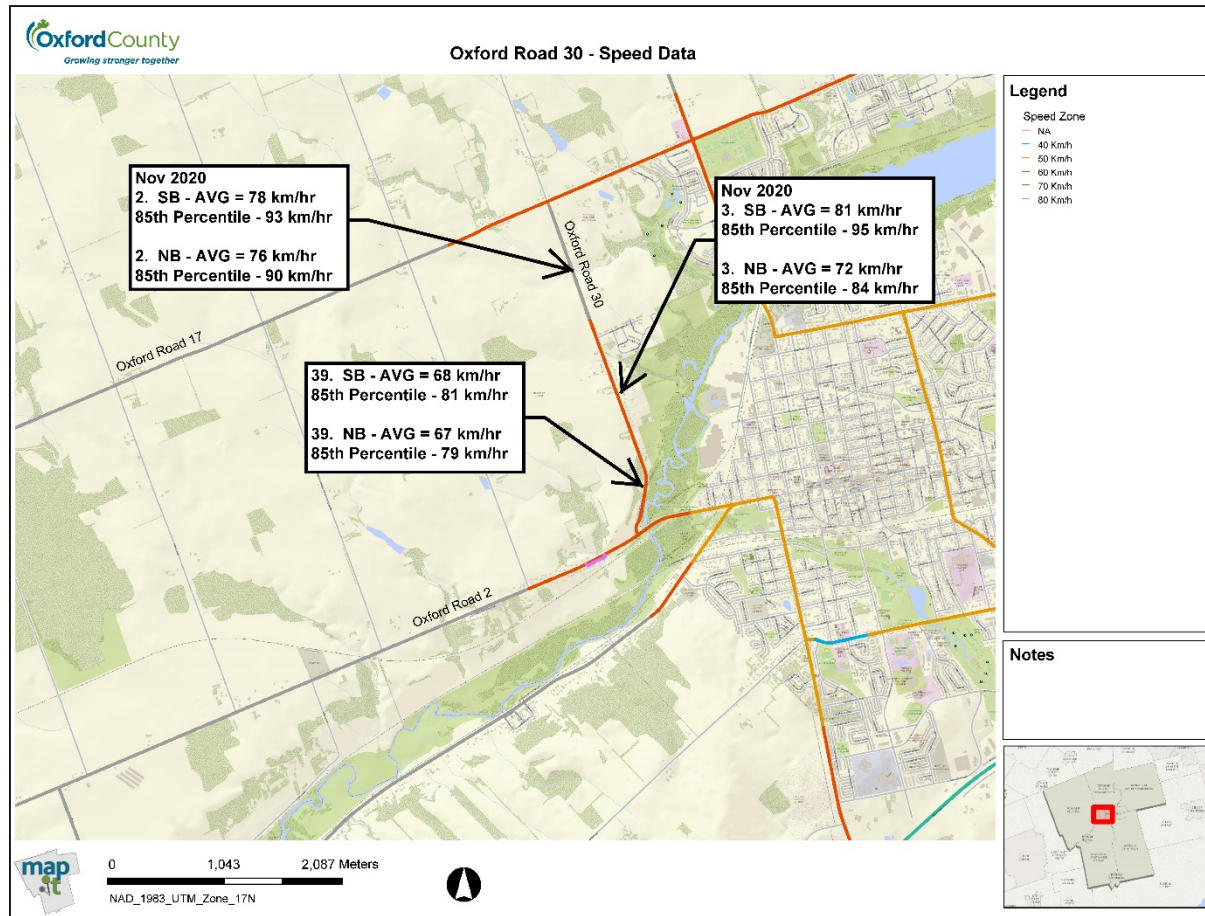 OxfordCounty
Growing stronger together
Oxford Road 30 - Speed Data
Nov 2020
2. SB - AVG = 78 km/hr
85th Percentile - 93 km/hr
2. NB - AVG = 76 km/hr
85th Percentile - 90 km/hr
Nov 2020
3. SB - AVG = 81 km/hr
85th Percentile - 95 km/hr
3. NB - AVG = 72 km/hr
85th Percentile - 84 km/hr
39. SB - AVG = 68 km/hr
85th Percentile - 81 km/hr
39. NB - AVG = 67 km/hr
85th Percentile - 79 km/hr
Oxford Road 30
Oxford Road 17
Oxford Road 2
Legend
Speed Zone
NA
40 Km/h
50 Km/h
60 Km/h
70 Km/h
80 Km/h
Notes
map it
0 1,043 2,087 Meters
NAD_1983_UTM_Zone_17N